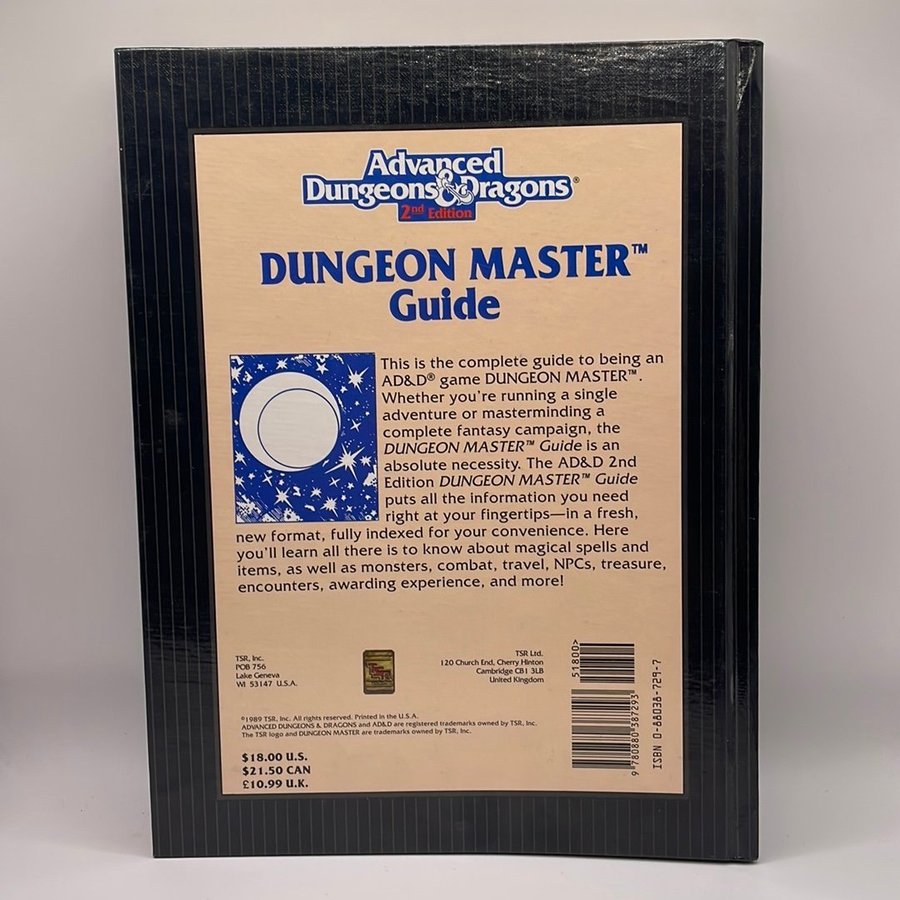 Advanced
Dungeons & Dragons®
2nd Edition
DUNGEON MASTER™
Guide
This is the complete guide to being an
AD&D® game DUNGEON MASTER™.
Whether you're running a single
adventure or masterminding a
complete fantasy campaign, the
DUNGEON MASTER™ Guide is an
absolute necessity. The AD&D 2nd
Edition DUNGEON MASTER™ Guide
puts all the information you need
right at your fingertips—in a fresh,
new format, fully indexed for your convenience. Here
you'll learn all there is to know about magical spells and
items, as well as monsters, combat, travel, NPCs, treasure,
encounters, awarding experience, and more!
TSR, Inc.
POB 756
Lake Geneva
WI 53147 U.S.A.
TSR
TSR Ltd.
120 Church End, Cherry Hinton
Cambridge CB1 3LB
United Kingdom
51800>
9 780880 387293
ISBN 0-88038-729-7
©1989 TSR, Inc. All rights reserved. Printed in the U.S.A.
ADVANCED DUNGEONS & DRAGONS and AD&D are registered trademarks owned by TSR, Inc.
The TSR logo and DUNGEON MASTER are trademarks owned by TSR, Inc.
$18.00 U.S.
$21.50 CAN
£10.99 U.K.